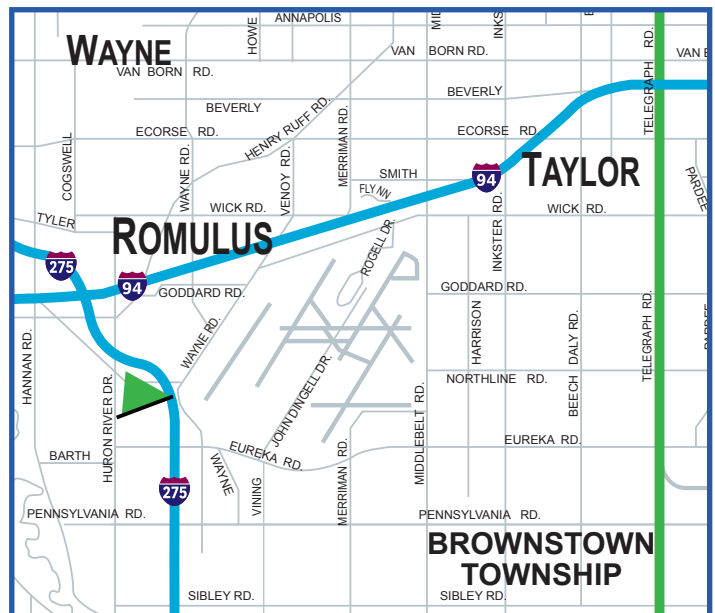 ANNAPOLIS
HOWE
MID
INKS
B
WAYNE
VAN BORN RD.
VAN B
VAN BORN RD.
TELEGRAPH RD.
BEVERLY
BEVERLY
ECORSE RD.
HENRY RUFF RD.
MERRIMAN RD.
ECORSE RD.
COGSWELL
WAYNE RD.
VENOY RD.
SMITH
94
TAYLOR
PARDEE
FLYNN
TYLER
WICK RD.
WICK RD.
ROMULUS
ROGELL DR.
INKSTER RD.
275
94
GODDARD RD.
GODDARD RD.
HANNAN RD.
WAYNE RD.
HARRISON
BEECH DALY RD.
TELEGRAPH RD.
PARDEE
HURON RIVER DR.
JOHN DINGELL DR.
MIDDLEBELT RD.
NORTHLINE RD.
EUREKA RD.
EUREKA RD.
BARTH
WAYNE
VINING
MERRIMAN RD.
275
PENNSYLVANIA RD.
PENNSYLVANIA RD.
BROWNSTOWN
TOWNSHIP
SIBLEY RD.
SIBLEY RD.